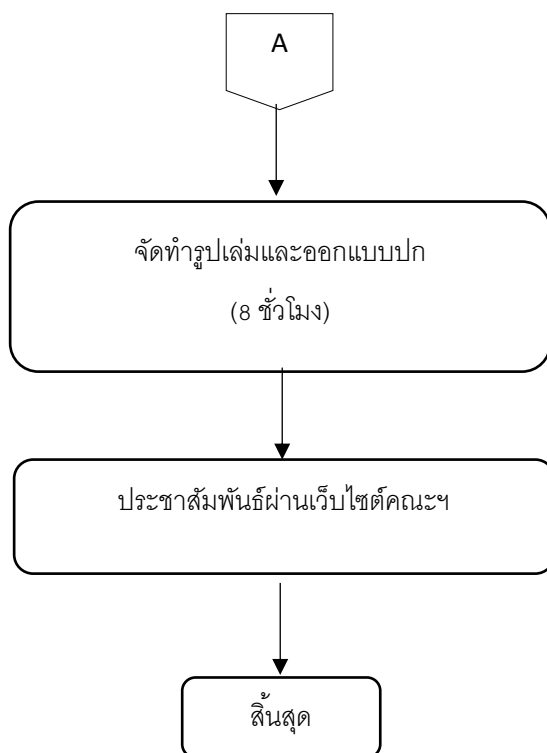 A
จัดทำรูปเล่มและออกแบบปก
(8 ชั่วโมง)
ประชาสัมพันธ์ผ่านเว็บไซต์คณะฯ
สิ้นสุด